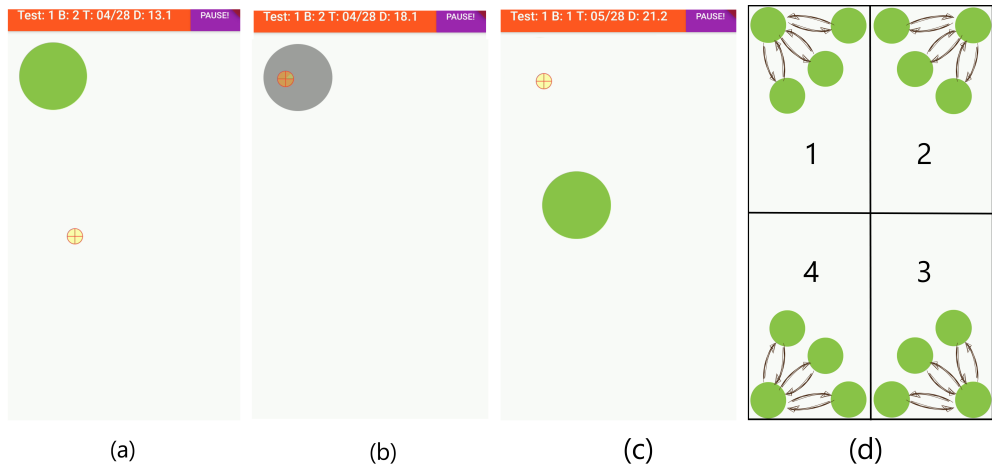 Test: 1 B: 2 T: 04/28 D: 13.1 PAUSE!
Test: 1 B: 2 T: 04/28 D: 18.1 PAUSE!
Test: 1 B: 1 T: 05/28 D: 21.2 PAUSE!
1 2
4 3
(a) (b) (c) (d)